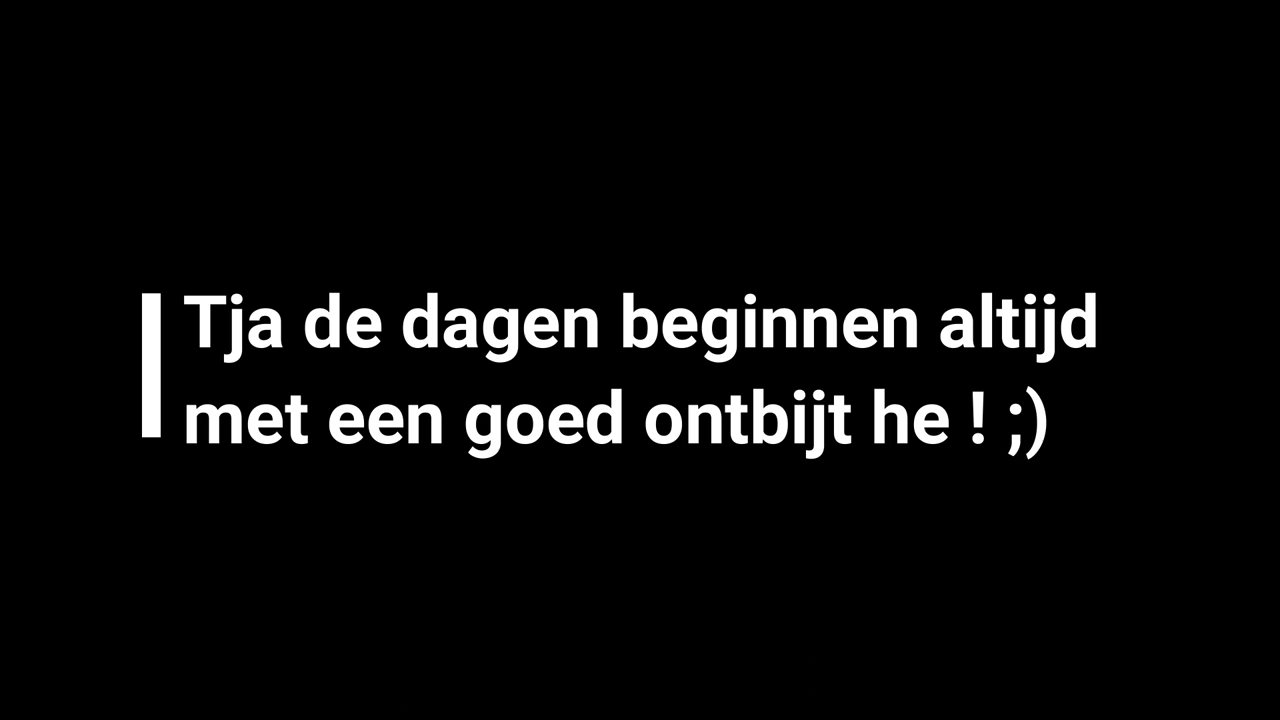 Tja de dagen beginnen altijd
met een goed ontbijt he ! ;)